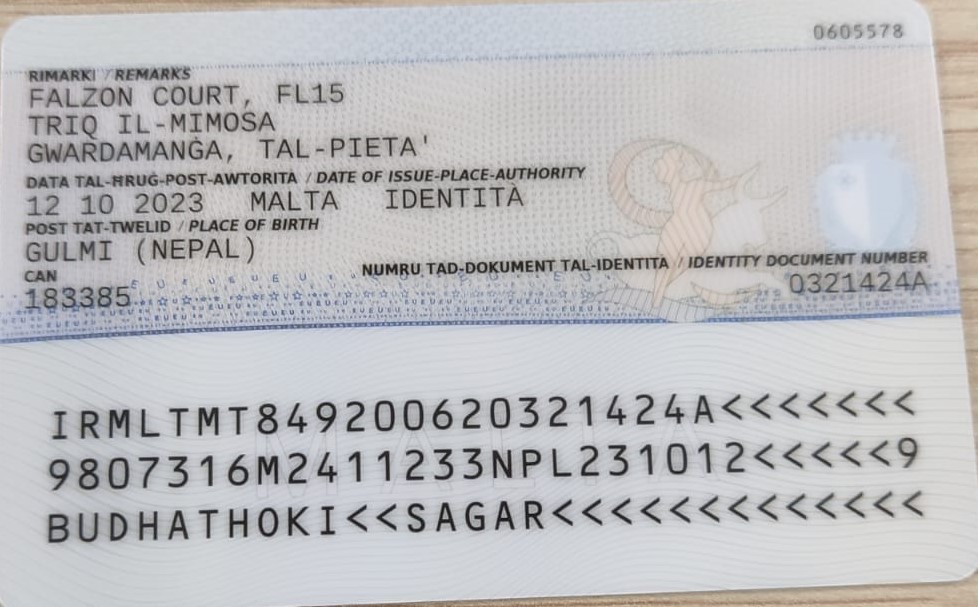 0605578
RIMARKI / REMARKS
FALZON COURT, FL15
TRIQ IL-MIMOSA
GWARDAMANĠA, TAL-PIETA'
DATA TAL-ĦRUĠ-POST-AWTORITA / DATE OF ISSUE-PLACE-AUTHORITY
12 10 2023 MALTA IDENTITÀ
POST TAT-TWELID / PLACE OF BIRTH
GULMI (NEPAL)
CAN
183385
NUMRU TAD-DOKUMENT TAL-IDENTITA / IDENTITY DOCUMENT NUMBER
0321424A
MALTA
IRMLTMT849200620321424A<<<<<<<
9807316M2411233NPL231012<<<<<9
BUDHATHOKI<<SAGAR<<<<<<<<<<<<<